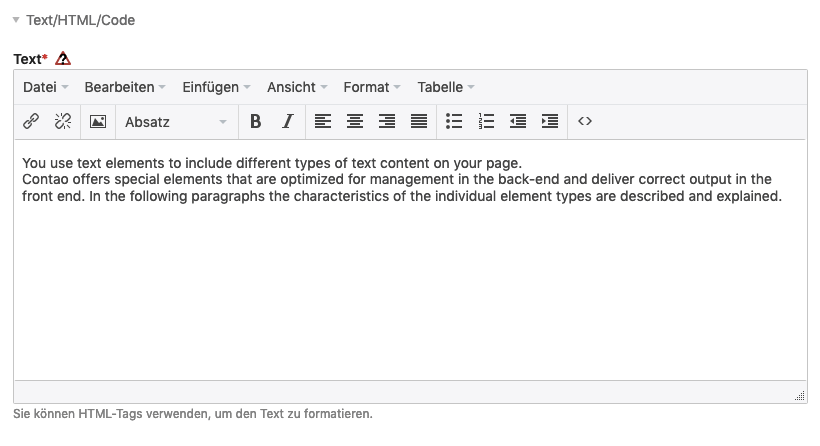 Text/HTML/Code
Text*
Datei Bearbeiten Einfügen Ansicht Format Tabelle
Absatz B I
You use text elements to include different types of text content on your page.
Contao offers special elements that are optimized for management in the back-end and deliver correct output in the
front end. In the following paragraphs the characteristics of the individual element types are described and explained.
Sie können HTML-Tags verwenden, um den Text zu formatieren.